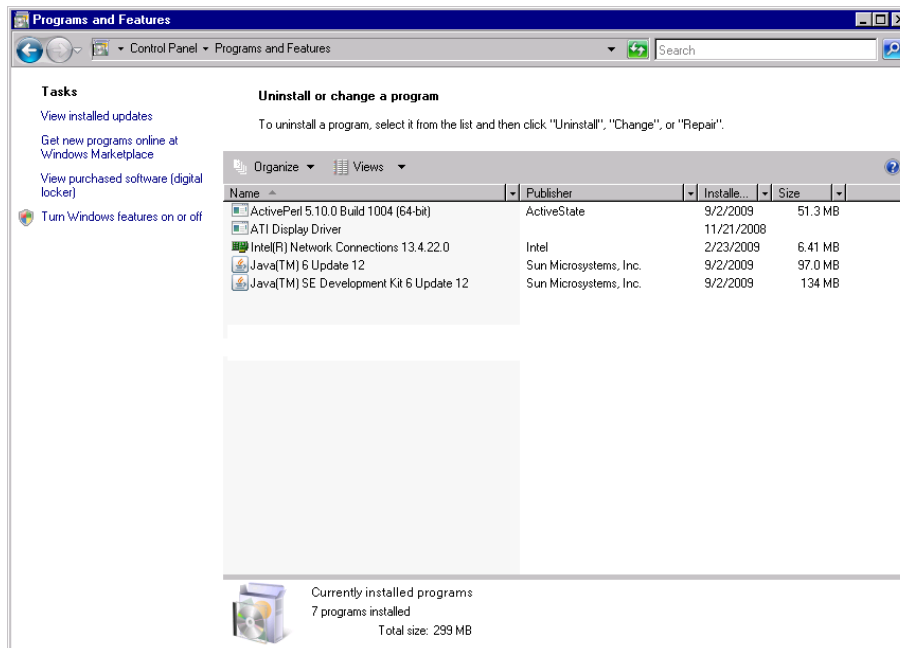 Programs and Features
Control Panel Programs and Features
Search
Tasks
View installed updates
Get new programs online at
Windows Marketplace
View purchased software (digital
locker)
Turn Windows features on or off
Uninstall or change a program
To uninstall a program, select it from the list and then click "Uninstall", "Change", or "Repair".
Organize Views
Name Publisher Installe... Size
ActivePerl 5.10.0 Build 1004 (64-bit) ActiveState 9/2/2009 51.3 MB
ATI Display Driver 11/21/2008
Intel(R) Network Connections 13.4.22.0 Intel 2/23/2009 6.41 MB
Java(TM) 6 Update 12 Sun Microsystems, Inc. 9/2/2009 97.0 MB
Java(TM) SE Development Kit 6 Update 12 Sun Microsystems, Inc. 9/2/2009 134 MB
Currently installed programs
7 programs installed
Total size: 299 MB